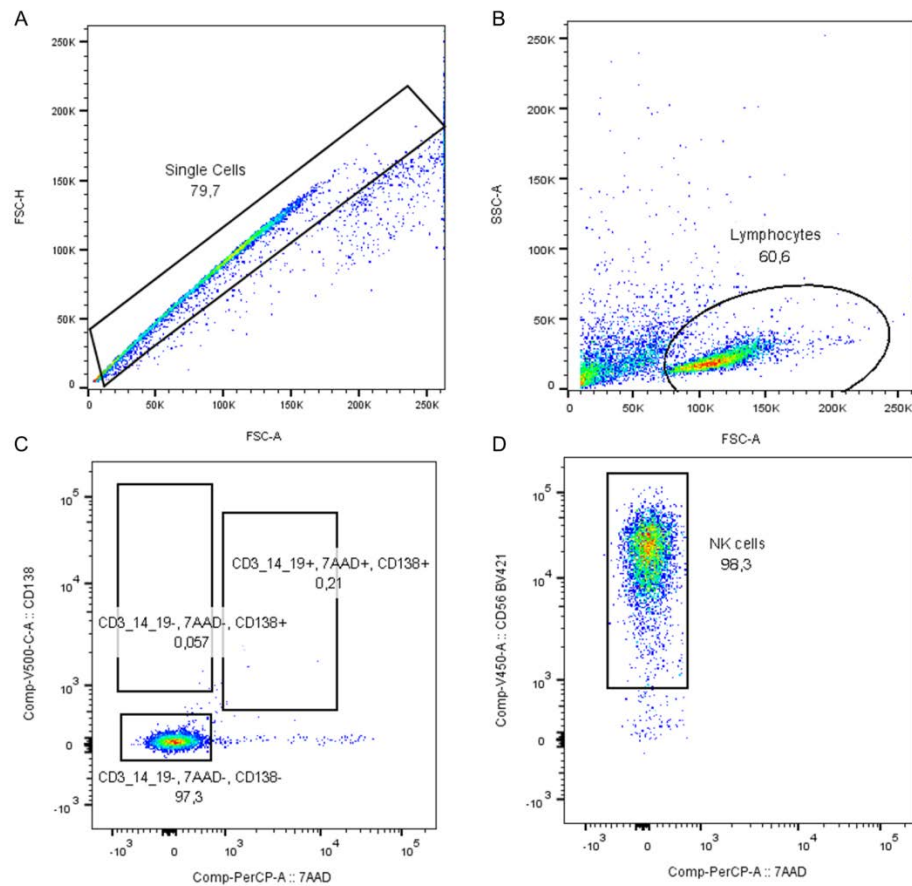 A
250K
200K
150K
100K
50K
0
FSC-H
Single Cells
79,7
0
50K
100K
150K
200K
250K
FSC-A
B
250K
200K
150K
100K
50K
0
SSC-A
Lymphocytes
60,6
0
50K
100K
150K
200K
250K
FSC-A
C
10^5
10^4
10^3
0
-10^3
Comp-V500-C-A :: CD138
CD3_14_19+, 7AAD+, CD138+
0,21
CD3_14_19-, 7AAD-, CD138+
0,057
CD3_14_19-, 7AAD-, CD138-
97,3
-10^3
0
10^3
10^4
10^5
Comp-PerCP-A :: 7AAD
D
10^5
10^4
10^3
0
-10^3
Comp-V450-A :: CD56 BV421
NK cells
98,3
-10^3
0
10^3
10^4
10^5
Comp-PerCP-A :: 7AAD